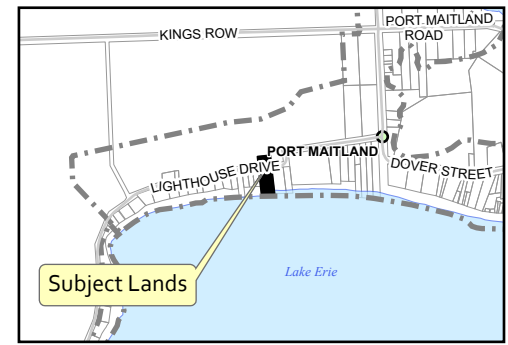 PORT MAITLAND
ROAD
KINGS ROW
PORT MAITLAND
DOVER STREET
LIGHTHOUSE DRIVE
Subject Lands
Lake Erie